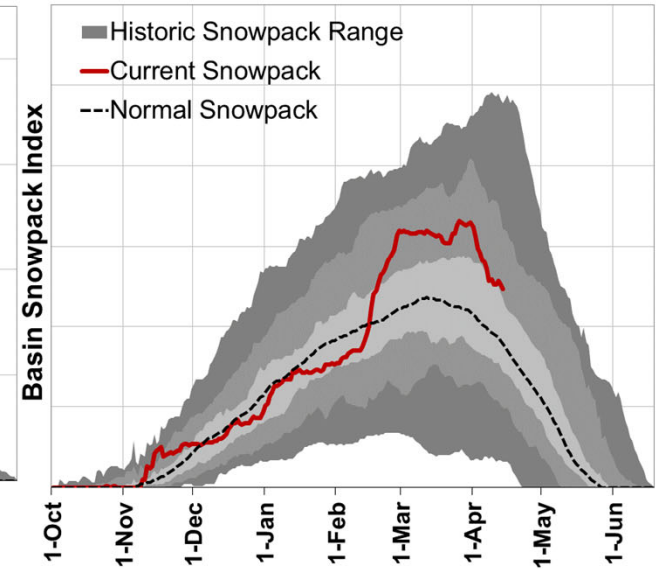 Historic Snowpack Range
Current Snowpack
Normal Snowpack
Basin Snowpack Index
1-Oct
1-Nov
1-Dec
1-Jan
1-Feb
1-Mar
1-Apr
1-May
1-Jun